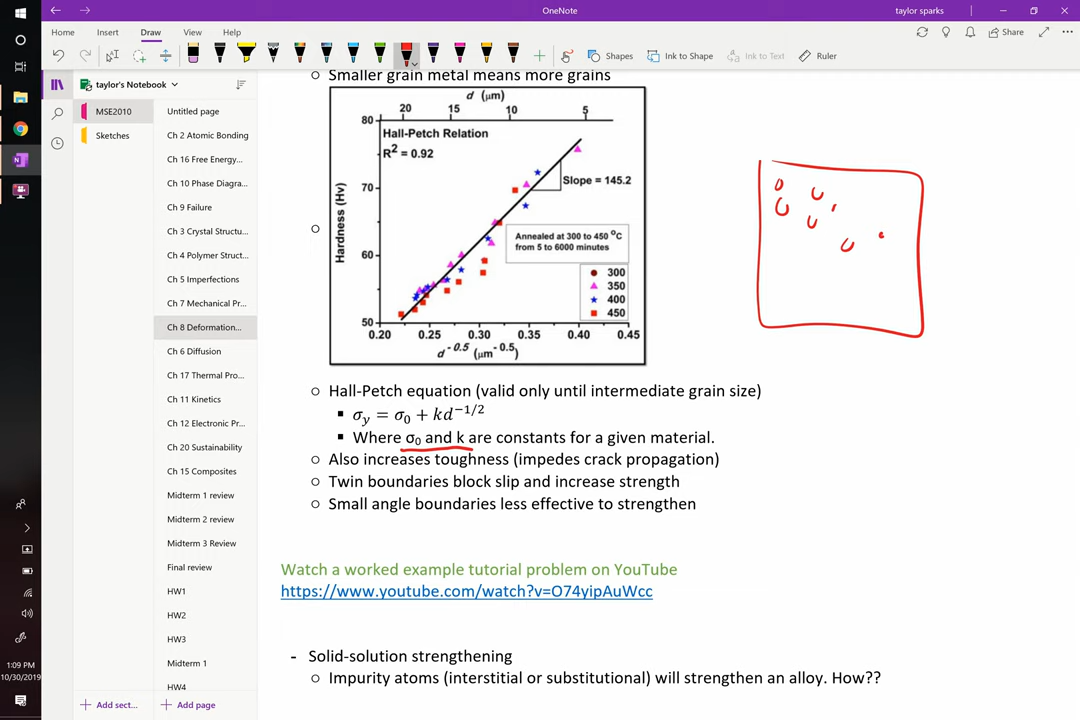 OneNote
taylor sparks
Home
Insert
Draw
View
Help
Share
Shapes
Ink to Shape
Ink to Text
Ruler
taylor's Notebook
MSE2010
Sketches
Untitled page
Ch 2 Atomic Bonding
Ch 16 Free Energy...
Ch 10 Phase Diagra...
Ch 9 Failure
Ch 3 Crystal Structu...
Ch 4 Polymer Struct...
Ch 5 Imperfections
Ch 7 Mechanical Pr...
Ch 8 Deformation...
Ch 6 Diffusion
Ch 17 Thermal Pro...
Ch 11 Kinetics
Ch 12 Electronic Pr...
Ch 20 Sustainability
Ch 15 Composites
Midterm 1 review
Midterm 2 review
Midterm 3 Review
Final review
HW1
HW2
HW3
Midterm 1
HW4
Add sect...
Add page
1:09 PM
10/30/2019
○ Smaller grain metal means more grains
d (μm)
20 15 10 5
80
70
60
50
Hardness (Hv)
Hall-Petch Relation
R² = 0.92
Slope = 145.2
Annealed at 300 to 450 °C
from 5 to 6000 minutes
300
350
400
450
0.20 0.25 0.30 0.35 0.40 0.45
d^-0.5 (μm^-0.5)
○ Hall-Petch equation (valid only until intermediate grain size)
▪ σ_y = σ_0 + kd^−1/2
▪ Where σ₀ and k are constants for a given material.
○ Also increases toughness (impedes crack propagation)
○ Twin boundaries block slip and increase strength
○ Small angle boundaries less effective to strengthen
Watch a worked example tutorial problem on YouTube
https://www.youtube.com/watch?v=O74yipAuWcc
- Solid-solution strengthening
○ Impurity atoms (interstitial or substitutional) will strengthen an alloy. How??